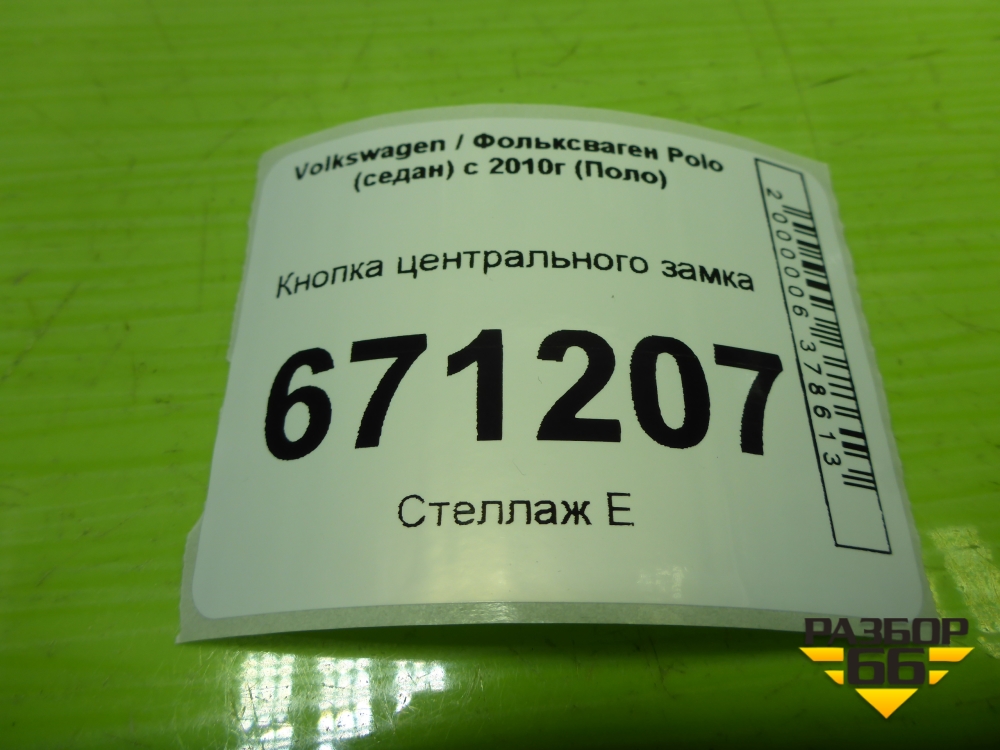 Volkswagen / Фольксваген Polo
(седан) с 2010г (Поло)
Кнопка центрального замка
671207
Стеллаж Е
2000006378613
РАЗБОР
66